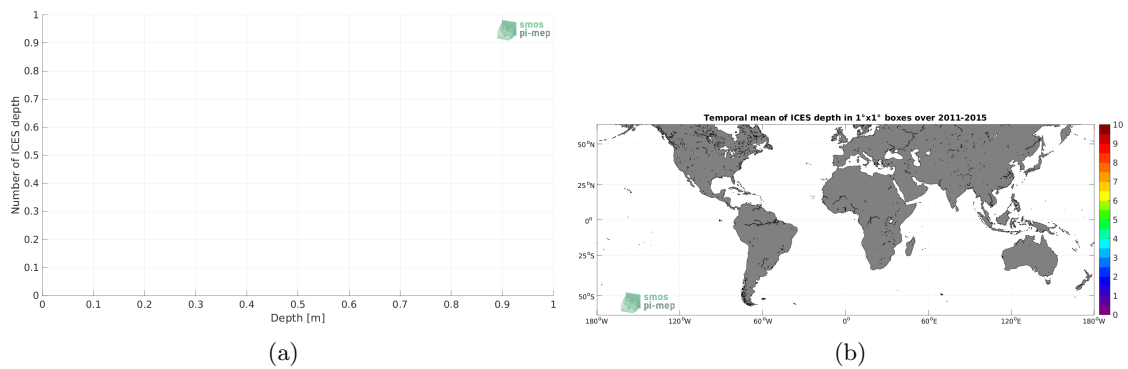 1
0.9
0.8
0.7
0.6
0.5
0.4
0.3
0.2
0.1
0
Number of ICES depth
0 0.1 0.2 0.3 0.4 0.5 0.6 0.7 0.8 0.9 1
Depth [m]
smos
pi-mep
(a)
Temporal mean of ICES depth in 1°x1° boxes over 2011-2015
50°N
25°N
0°
25°S
50°S
180°W 120°W 60°W 0° 60°E 120°E 180°W
smos
pi-mep
10
9
8
7
6
5
4
3
2
1
0
(b)